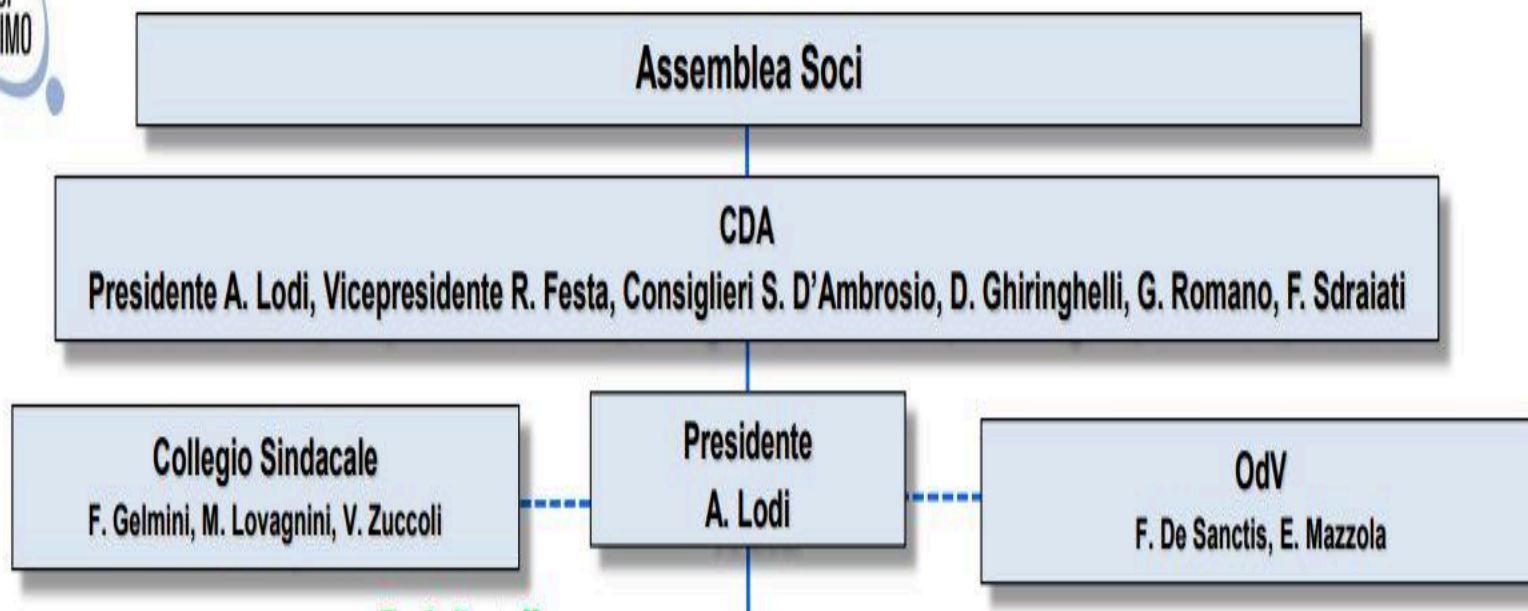 IMO
Assemblea Soci
CDA
Presidente A. Lodi, Vicepresidente R. Festa, Consiglieri S. D'Ambrosio, D. Ghiringhelli, G. Romano, F. Sdraiati
Collegio Sindacale
F. Gelmini, M. Lovagnini, V. Zuccoli
Presidente
A. Lodi
OdV
F. De Sanctis, E. Mazzola